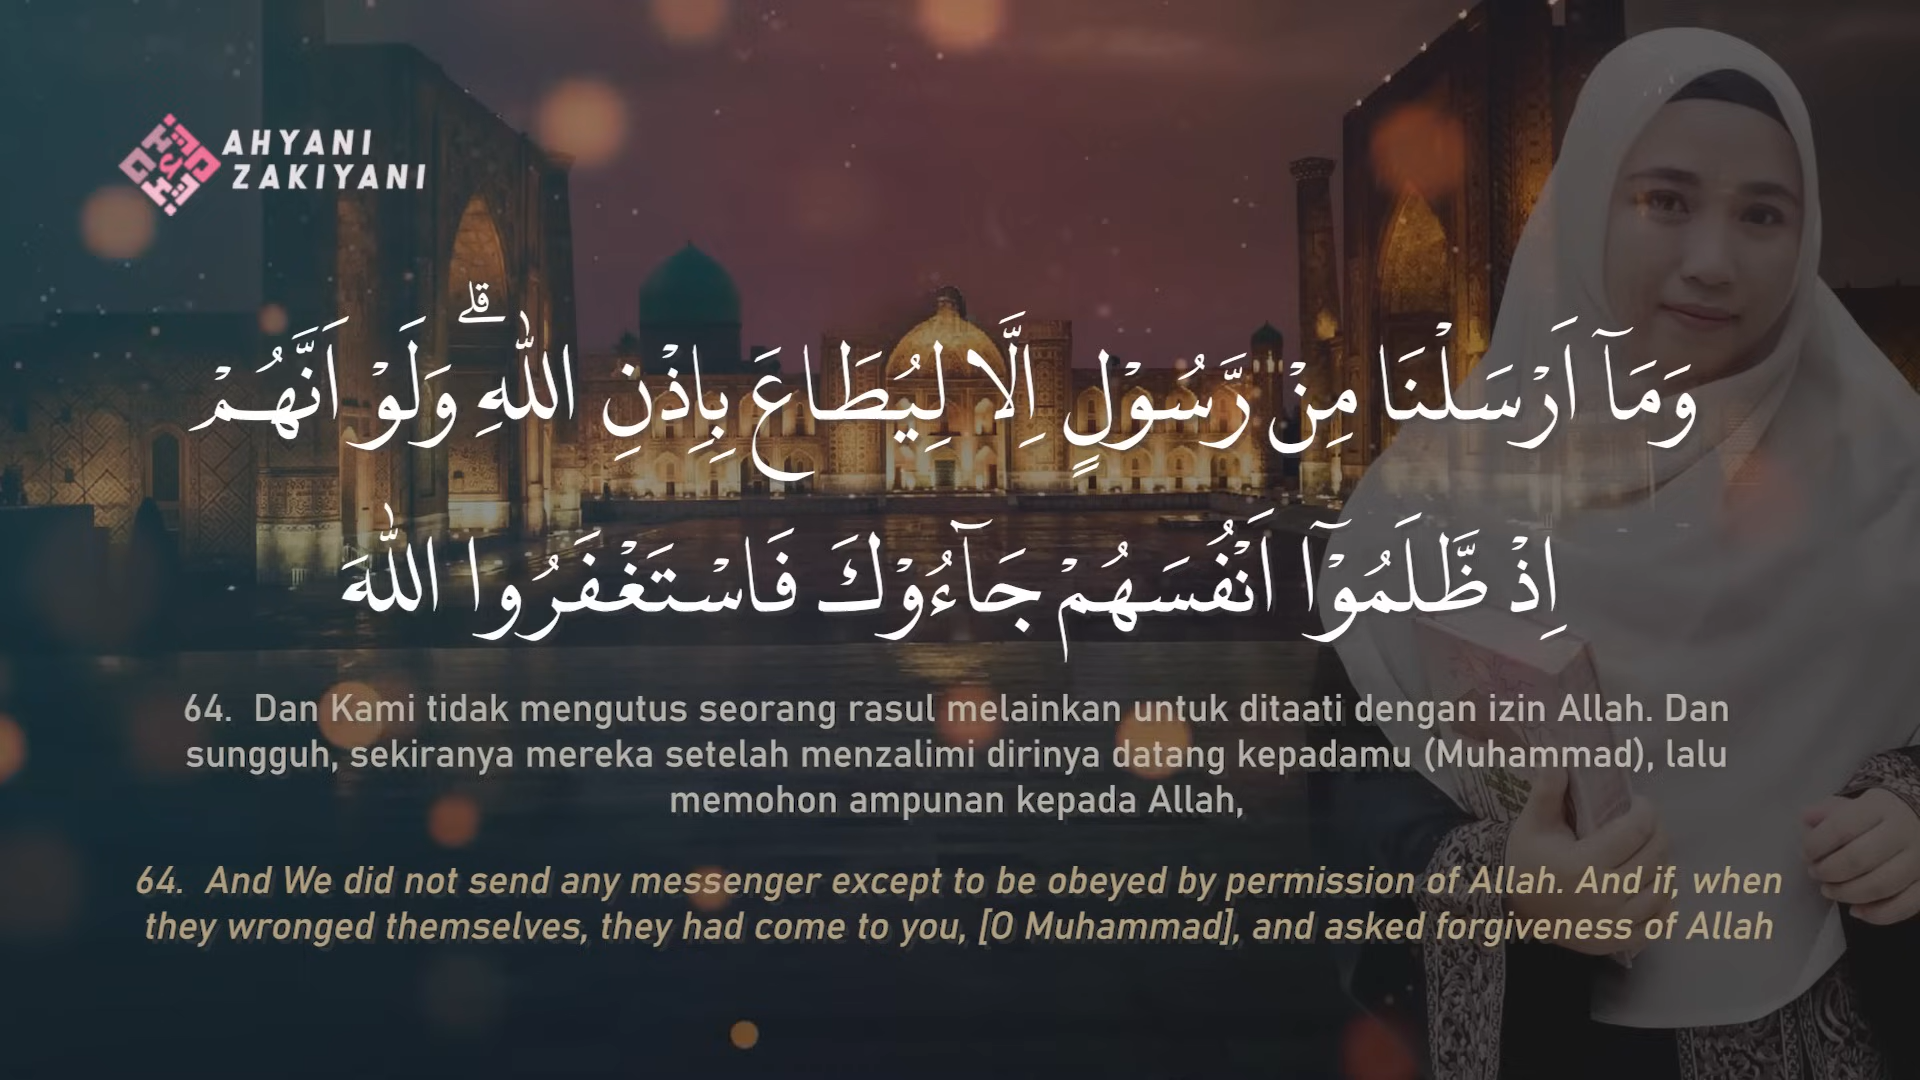 AHYANI
ZAKIYANI
وَمَآ اَرْسَلْنَا مِنْ رَّسُوْلٍ اِلَّا لِيُطَاعَ بِاِذْنِ اللّٰهِ ۗوَلَوْ اَنَّهُمْ
اِذْ ظَّلَمُوْٓا اَنْفُسَهُمْ جَاۤءُوْكَ فَاسْتَغْفَرُوا اللّٰهَ
64. Dan Kami tidak mengutus seorang rasul melainkan untuk ditaati dengan izin Allah. Dan
sungguh, sekiranya mereka setelah menzalimi dirinya datang kepadamu (Muhammad), lalu
memohon ampunan kepada Allah,
64. And We did not send any messenger except to be obeyed by permission of Allah. And if, when
they wronged themselves, they had come to you, [O Muhammad], and asked forgiveness of Allah